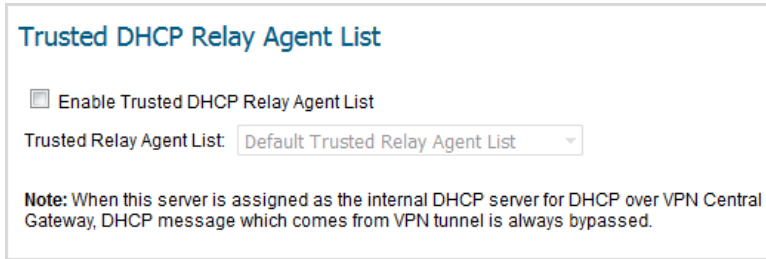 Trusted DHCP Relay Agent List
Enable Trusted DHCP Relay Agent List
Trusted Relay Agent List: Default Trusted Relay Agent List
Note: When this server is assigned as the internal DHCP server for DHCP over VPN Central
Gateway, DHCP message which comes from VPN tunnel is always bypassed.